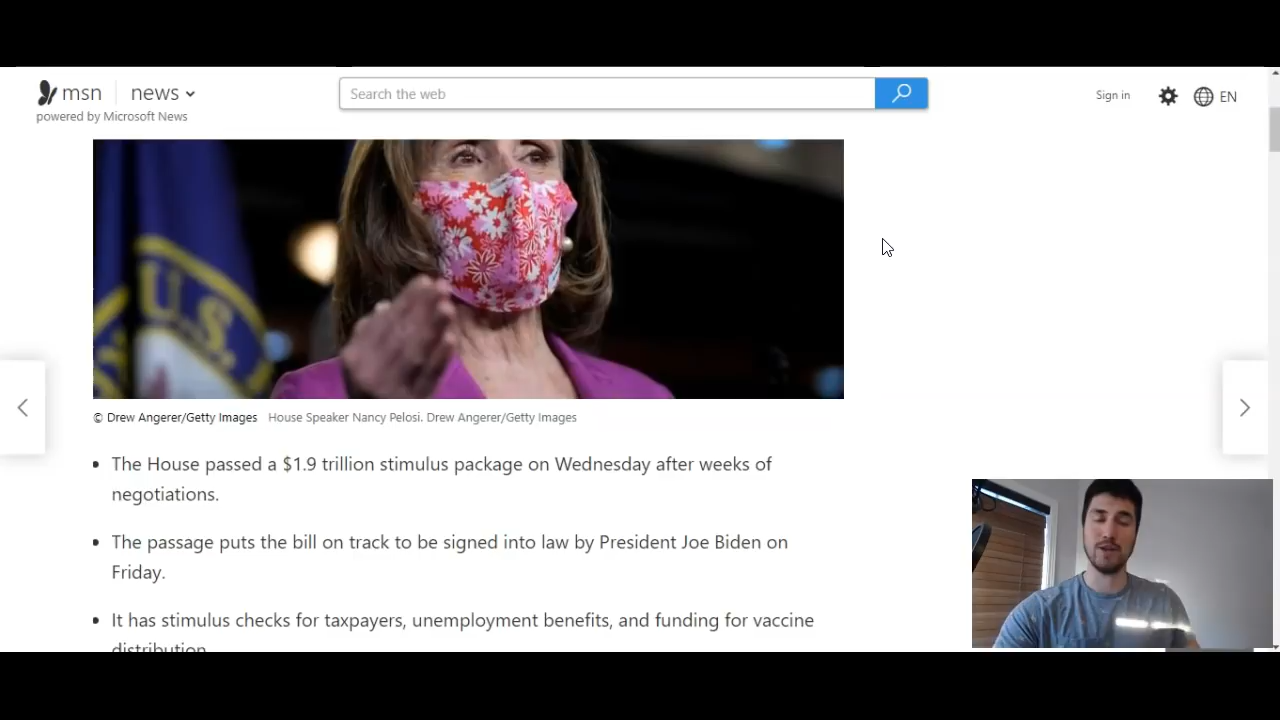 msn news
powered by Microsoft News
Search the web
Sign in
EN
U.S.
© Drew Angerer/Getty Images House Speaker Nancy Pelosi. Drew Angerer/Getty Images
• The House passed a $1.9 trillion stimulus package on Wednesday after weeks of
negotiations.
• The passage puts the bill on track to be signed into law by President Joe Biden on
Friday.
• It has stimulus checks for taxpayers, unemployment benefits, and funding for vaccine
distribution.